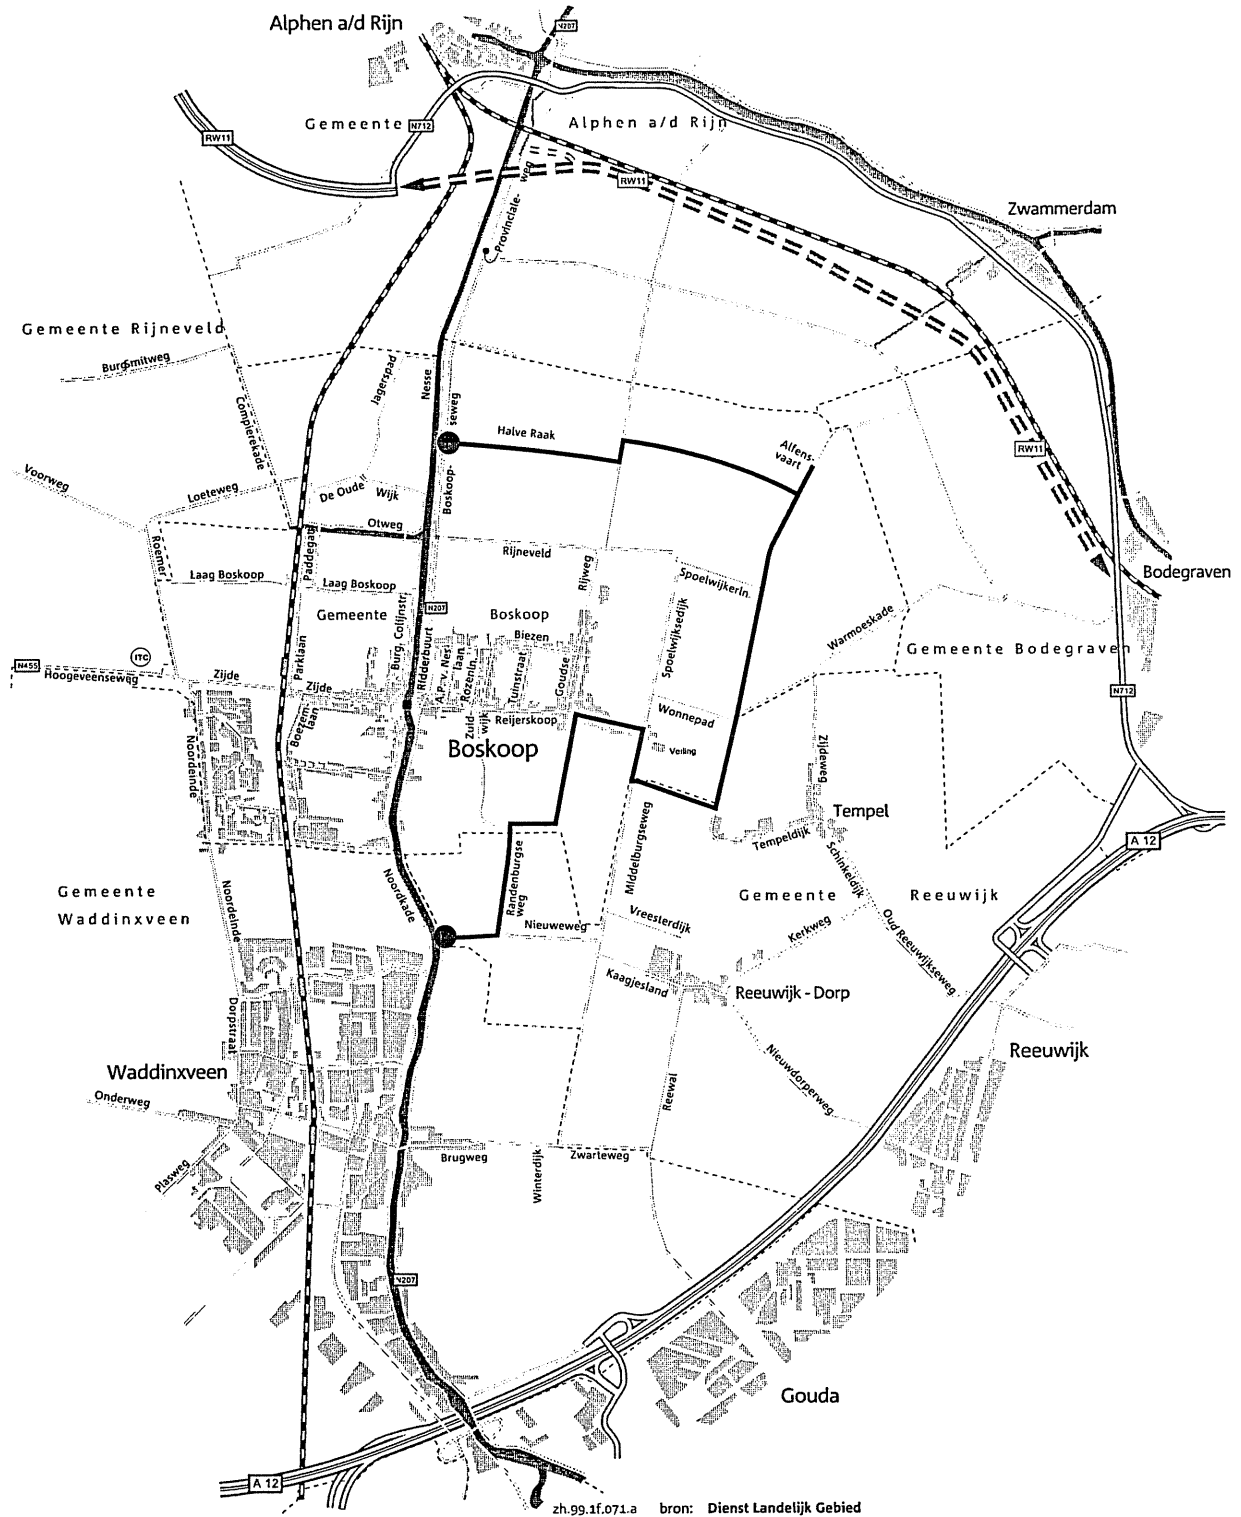 Alphen a/d Rijn
N207
Gemeente
N712
Alphen a/d Rijn
RW11
RW11
Provinciale-
weg
Zwammerdam
Gemeente Rijneveld
Burg Smitweg
Jagerspad
Nesse
seweg
Compierekade
Halve Raak
Alfens-
vaart
RW11
Voorweg
Loeteweg
De Oude Wijk
Boskoop-
Otweg
Roemer
Paddegat
Rijneveld
Rijweg
Spoelwijkerln.
Bodegraven
Laag Boskoop
Laag Boskoop
Gemeente
Boskoop
N207
Burg. Colijnstr.
Ridderbuurt
Biezen
Spoelwijksedijk
Warmoeskade
Gemeente Bodegraven
Parklaan
A.P. v. Nes
laan
Rozenln.
Tuinstraat
Goudse
ITC
N455
Hoogeveenseweg
Zijde
Zijde
N712
Boezem
laan
Zuid-
wijk
Reijerskoop
Wonnepad
Veiling
Boskoop
Zijdeweg
Noordeinde
Tempel
Tempeldijk
A 12
Schinkeldijk
Middelburgseweg
Randenburgse
weg
Noordkade
Gemeente
Waddinxveen
Noordeinde
Gemeente
Reeuwijk
Vreesterdijk
Nieuweweg
Kerkweg
Oud Reeuwijkseweg
Kaagjesland
Reeuwijk - Dorp
Dorpstraat
Reeuwijk
Waddinxveen
Onderweg
Nieuwdorperweg
Reewal
Plasweg
Brugweg
Winterdijk
Zwarteweg
N207
Gouda
A 12
zh.99.1f.071.a bron: Dienst Landelijk Gebied